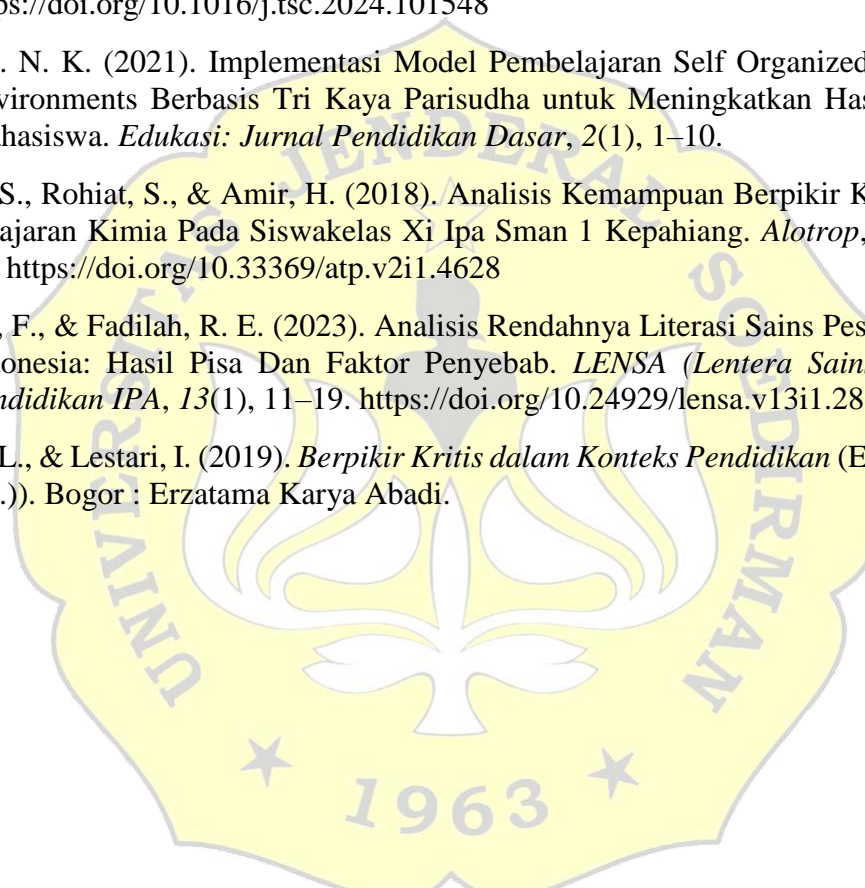 ps://doi.org/10.1016/j.tsc.2024.101548
. N. K. (2021). Implementasi Model Pembelajaran Self Organized
vironments Berbasis Tri Kaya Parisudha untuk Meningkatkan Has
ahasiswa. Edukasi: Jurnal Pendidikan Dasar, 2(1), 1–10.
S., Rohiat, S., & Amir, H. (2018). Analisis Kemampuan Berpikir K
ajaran Kimia Pada Siswakelas Xi Ipa Sman 1 Kepahiang. Alotrop,
https://doi.org/10.33369/atp.v2i1.4628
, F., & Fadilah, R. E. (2023). Analisis Rendahnya Literasi Sains Pes
onesia: Hasil Pisa Dan Faktor Penyebab. LENSA (Lentera Sain
ndidikan IPA, 13(1), 11–19. https://doi.org/10.24929/lensa.v13i1.28
L., & Lestari, I. (2019). Berpikir Kritis dalam Konteks Pendidikan (E
.)). Bogor : Erzatama Karya Abadi.
UNIVERSITAS JENDERAL SOEDIRMAN
1963